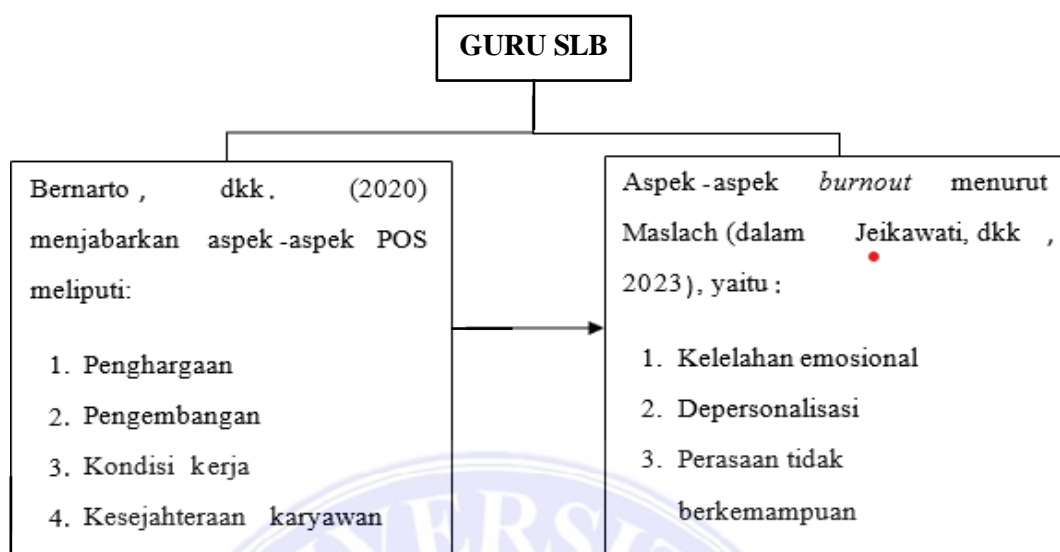 GURU SLB
Bernarto , dkk. (2020)
menjabarkan aspek-aspek POS
meliputi:
1. Penghargaan
2. Pengembangan
3. Kondisi kerja
4. Kesejahteraan karyawan
Aspek-aspek burnout menurut
Maslach (dalam Jeikawati, dkk ,
2023), yaitu :
1. Kelelahan emosional
2. Depersonalisasi
3. Perasaan tidak
berkemampuan